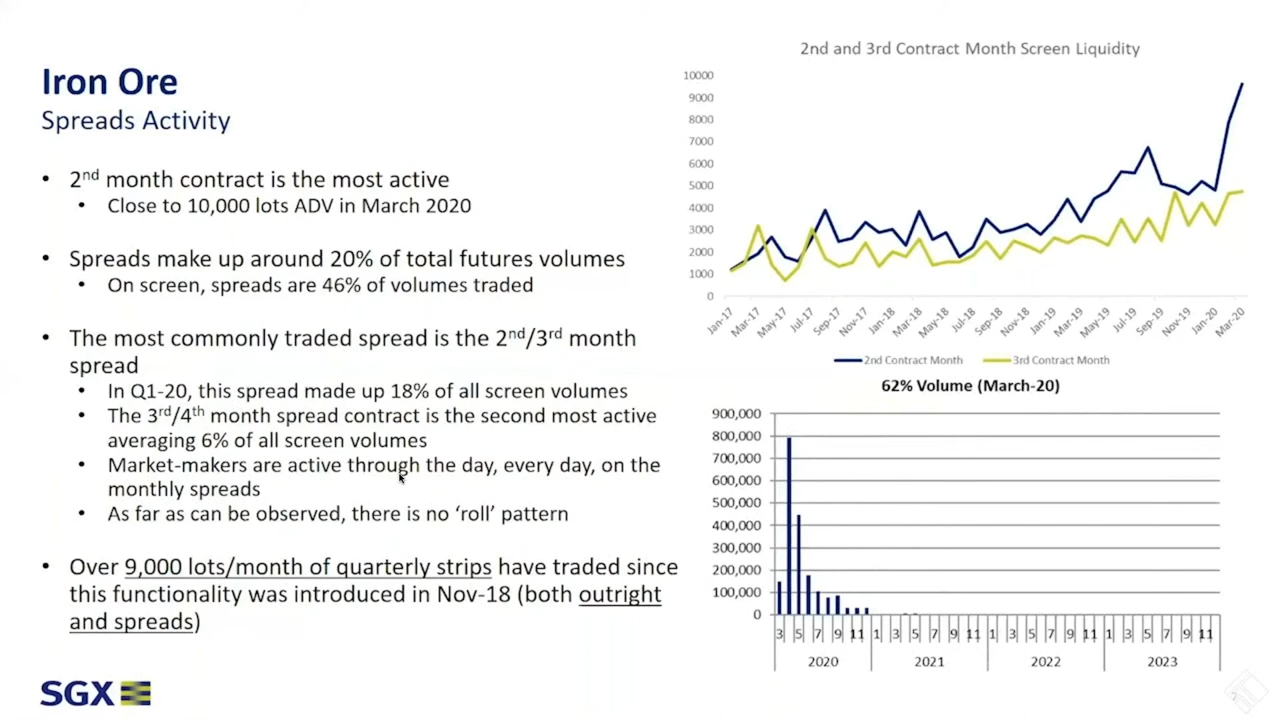 Iron Ore
Spreads Activity
• 2nd month contract is the most active
• Close to 10,000 lots ADV in March 2020
• Spreads make up around 20% of total futures volumes
• On screen, spreads are 46% of volumes traded
• The most commonly traded spread is the 2nd/3rd month
spread
• In Q1-20, this spread made up 18% of all screen volumes
• The 3rd/4th month spread contract is the second most active
averaging 6% of all screen volumes
• Market-makers are active through the day, every day, on the
monthly spreads
• As far as can be observed, there is no ‘roll’ pattern
• Over 9,000 lots/month of quarterly strips have traded since
this functionality was introduced in Nov-18 (both outright
and spreads)
SGX
2nd and 3rd Contract Month Screen Liquidity
10000
9000
8000
7000
6000
5000
4000
3000
2000
1000
0
Jan-17 Mar-17 May-17 Jul-17 Sep-17 Nov-17 Jan-18 Mar-18 May-18 Jul-18 Sep-18 Nov-18 Jan-19 Mar-19 May-19 Jul-19 Sep-19 Nov-19 Jan-20 Mar-20
2nd Contract Month 3rd Contract Month
62% Volume (March-20)
900,000
800,000
700,000
600,000
500,000
400,000
300,000
200,000
100,000
0
3 5 7 9 11 1 3 5 7 9 11 1 3 5 7 9 11 1 3 5 7 9 11
2020 2021 2022 2023